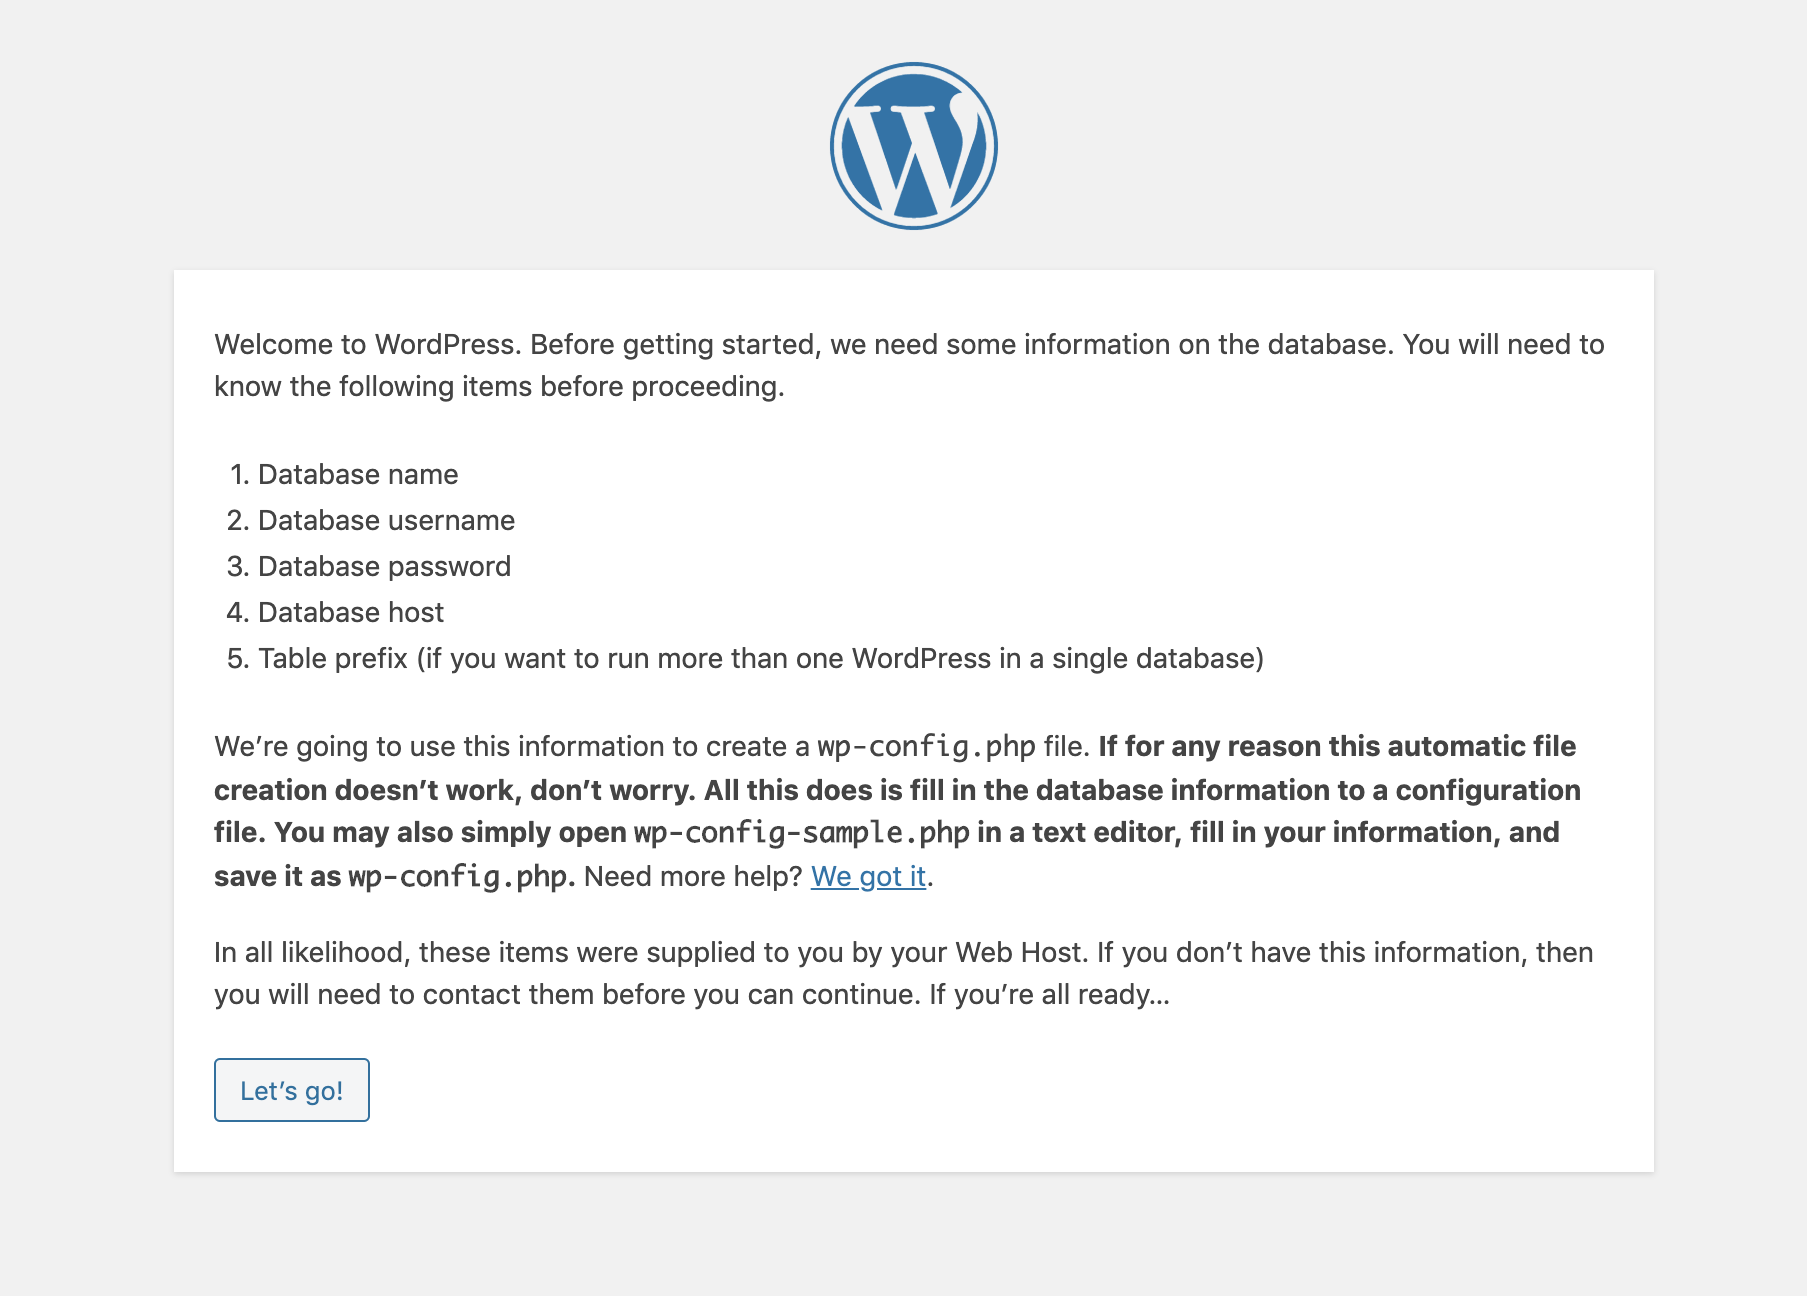 Welcome to WordPress. Before getting started, we need some information on the database. You will need to
know the following items before proceeding.
1. Database name
2. Database username
3. Database password
4. Database host
5. Table prefix (if you want to run more than one WordPress in a single database)
We’re going to use this information to create a wp-config.php file. If for any reason this automatic file
creation doesn’t work, don’t worry. All this does is fill in the database information to a configuration
file. You may also simply open wp-config-sample.php in a text editor, fill in your information, and
save it as wp-config.php. Need more help? We got it.
In all likelihood, these items were supplied to you by your Web Host. If you don’t have this information, then
you will need to contact them before you can continue. If you’re all ready…
Let’s go!